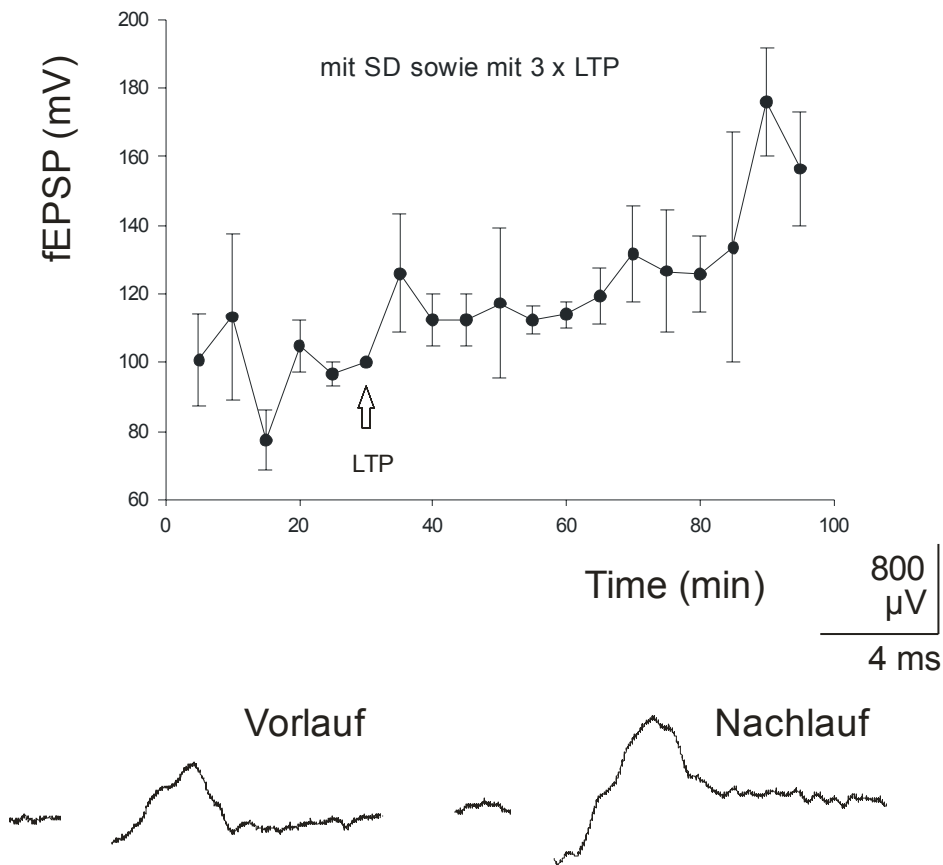 200
mit SD sowie mit 3 x LTP
180
160
140
120
100
80
60
fEPSP (mV)
LTP
0 20 40 60 80 100
Time (min)
800
µV
4 ms
Vorlauf
Nachlauf